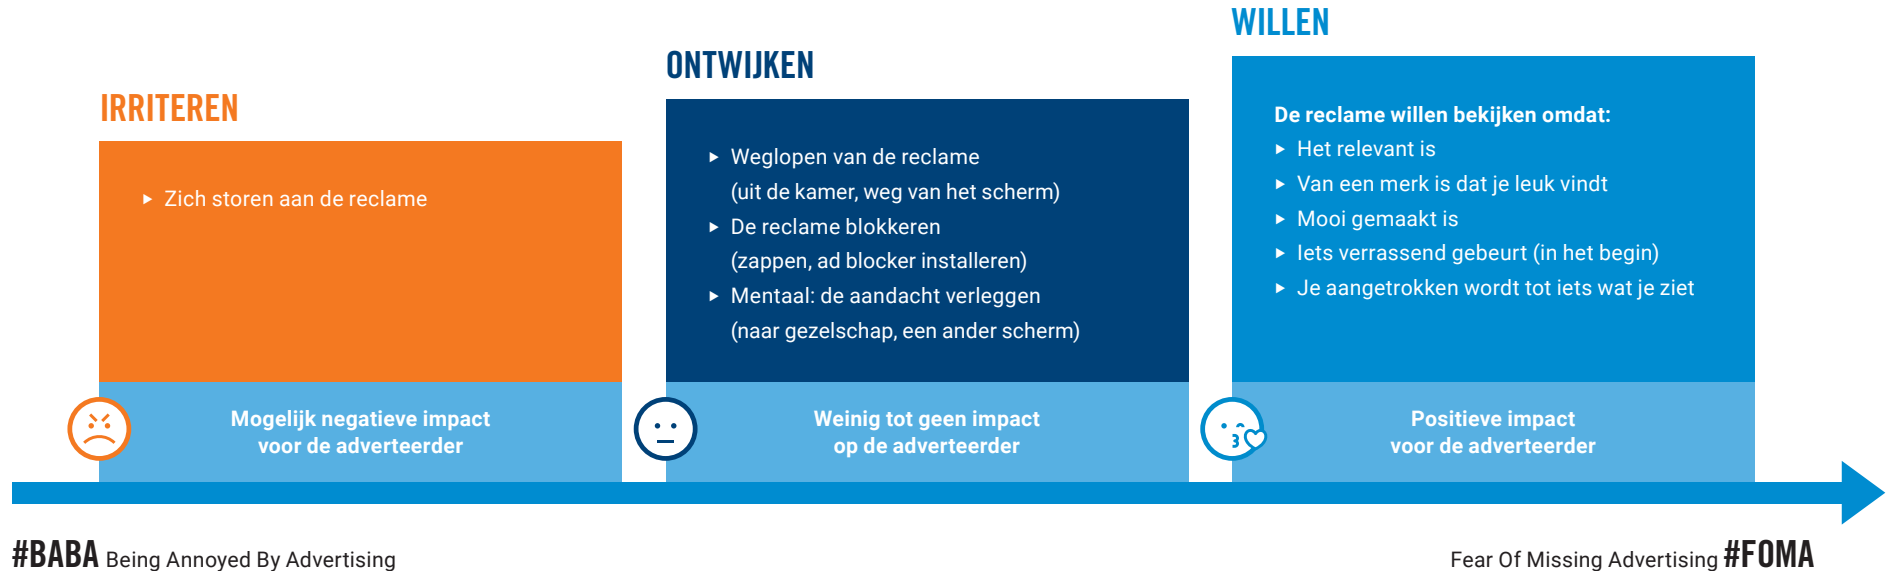 IRRITEREN
▸ Zich storen aan de reclame
Mogelijk negatieve impact
voor de adverteerder
ONTWIJKEN
▸ Weglopen van de reclame
(uit de kamer, weg van het scherm)
▸ De reclame blokkeren
(zappen, ad blocker installeren)
▸ Mentaal: de aandacht verleggen
(naar gezelschap, een ander scherm)
Weinig tot geen impact
op de adverteerder
WILLEN
De reclame willen bekijken omdat:
▸ Het relevant is
▸ Van een merk is dat je leuk vindt
▸ Mooi gemaakt is
▸ Iets verrassend gebeurt (in het begin)
▸ Je aangetrokken wordt tot iets wat je ziet
Positieve impact
voor de adverteerder
#BABA Being Annoyed By Advertising
Fear Of Missing Advertising #FOMA